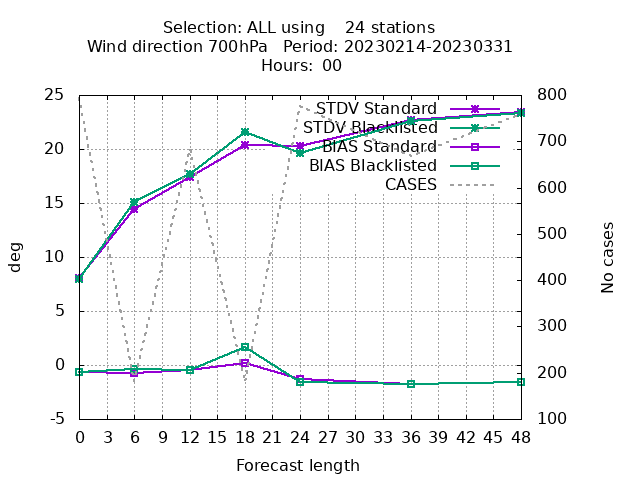 Selection: ALL using    24 stations
Wind direction 700hPa   Period: 20230214-20230331
Hours: 00
25
20
15
10
5
0
-5
deg
800
700
600
500
400
300
200
100
No cases
STDV Standard
STDV Blacklisted
BIAS Standard
BIAS Blacklisted
CASES
0 3 6 9 12 15 18 21 24 27 30 33 36 39 42 45 48
Forecast length